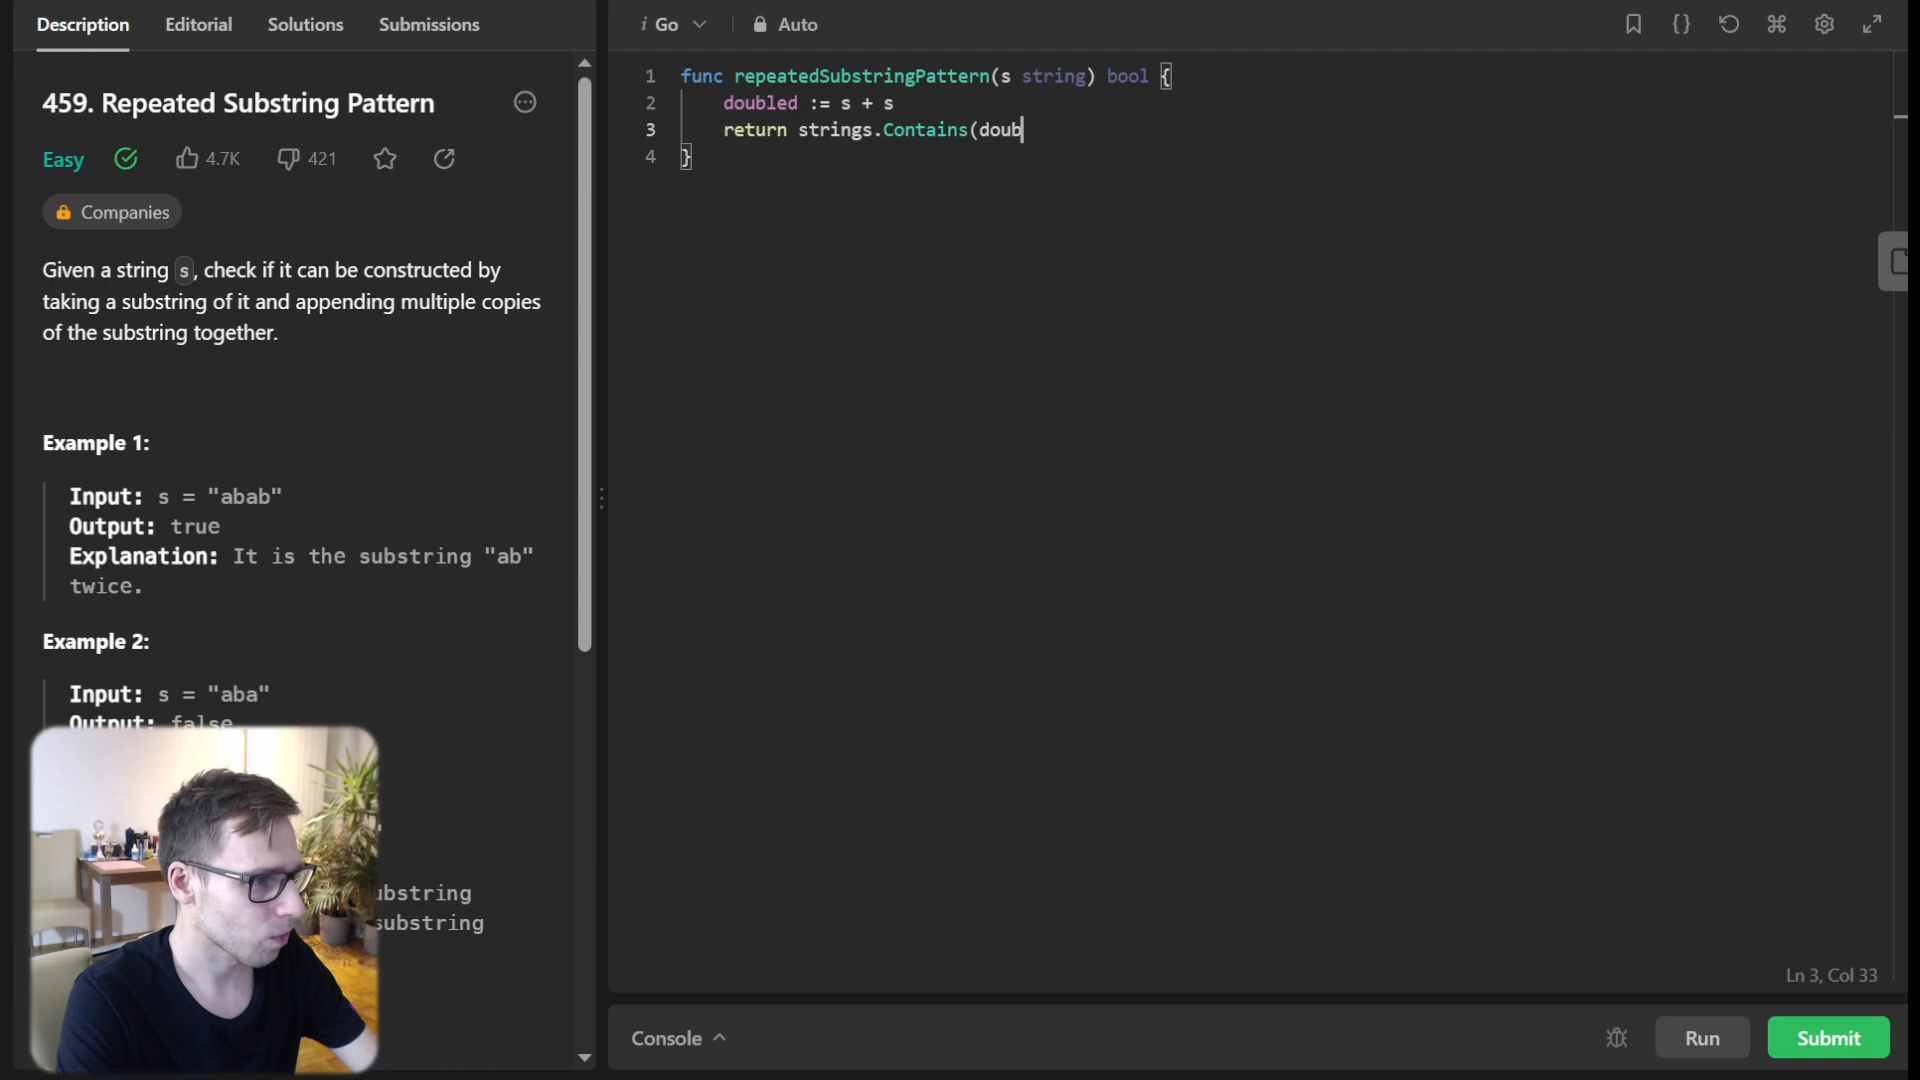 Description Editorial Solutions Submissions
459. Repeated Substring Pattern
Easy 4.7K 421
Companies
Given a string s, check if it can be constructed by
taking a substring of it and appending multiple copies
of the substring together.
Example 1:
Input: s = "abab"
Output: true
Explanation: It is the substring "ab"
twice.
Example 2:
Input: s = "aba"
Output: false
ubstring
substring
i Go Auto
1 func repeatedSubstringPattern(s string) bool {
2 doubled := s + s
3 return strings.Contains(doub
4 }
Ln 3, Col 33
Console Run Submit